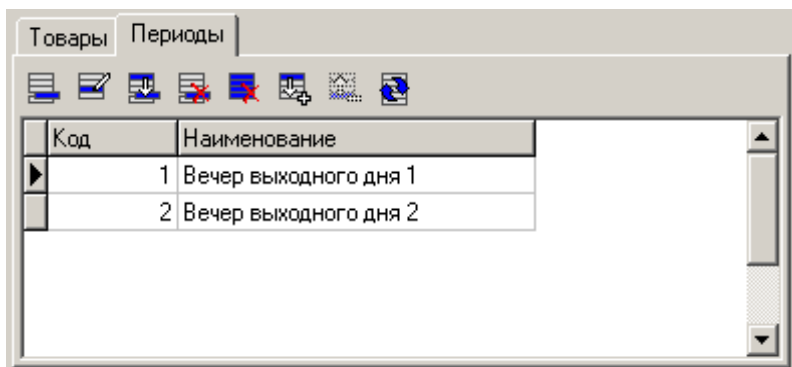 Товары Периоды
Код Наименование
1 Вечер выходного дня 1
2 Вечер выходного дня 2